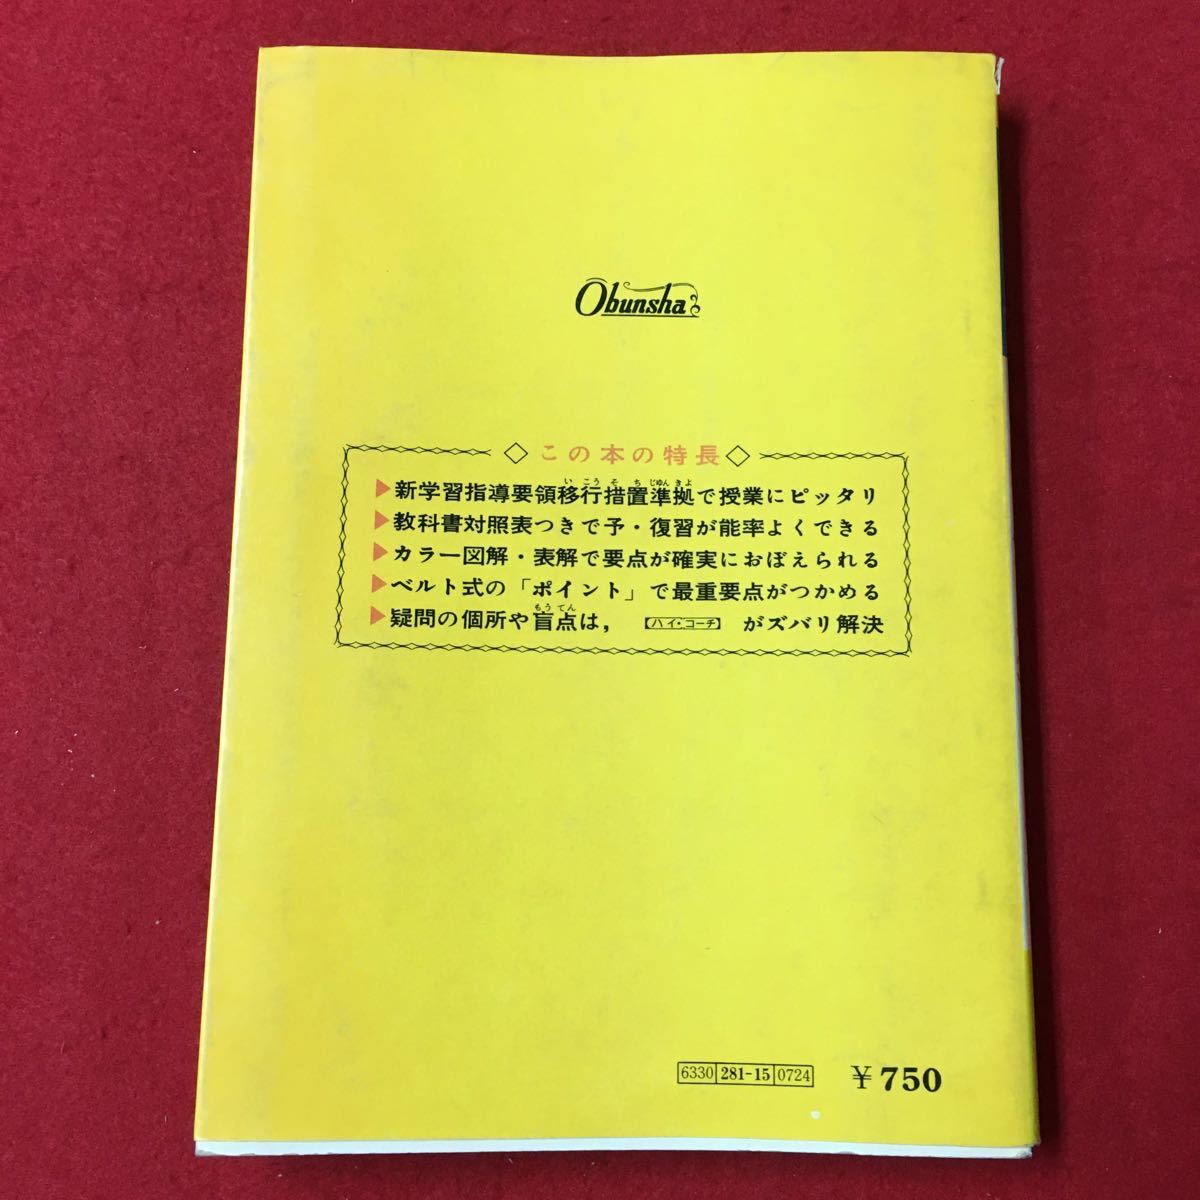 Obunsha
◇この本の特長◇
▶新学習指導要領移行措置準拠で授業にピッタリ
▶教科書対照表つきで予・復習が能率よくできる
▶カラー図解・表解で要点が確実におぼえられる
▶ベルト式の「ポイント」で最重要点がつかめる
▶疑問の個所や盲点は，【ハイ・コーチ】がズバリ解決
6330 281-15 0724 ￥750